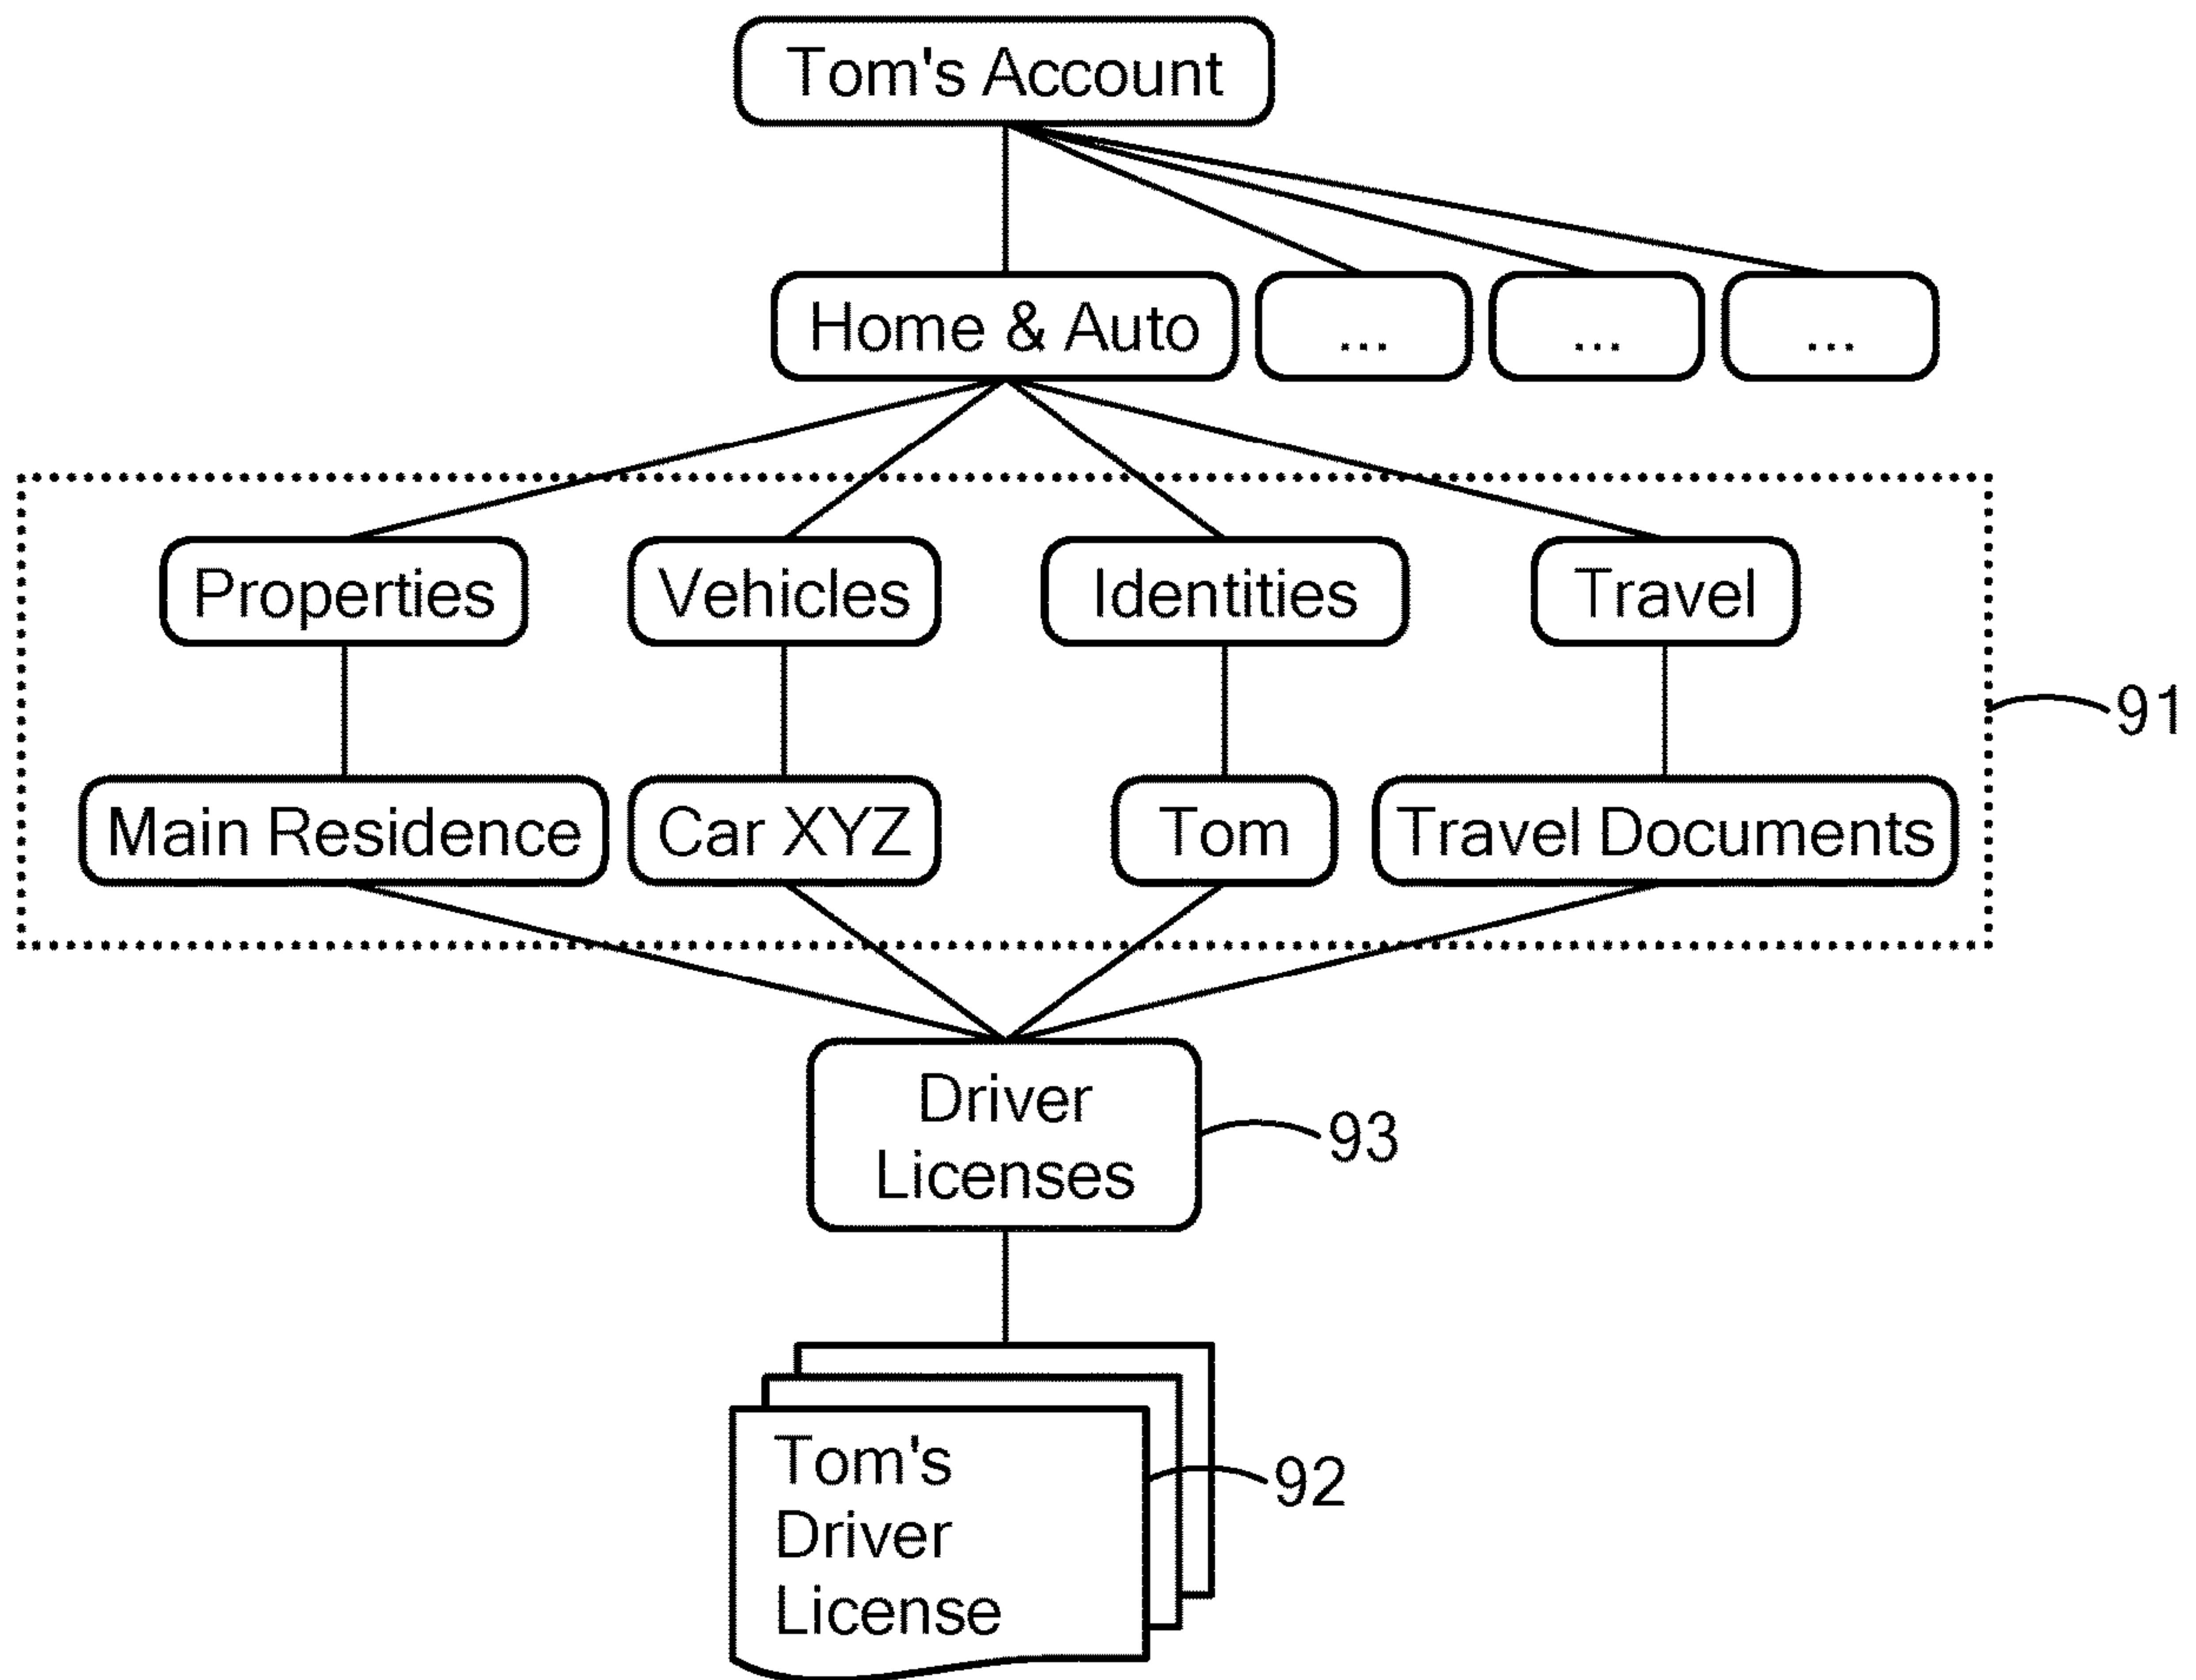 Tom's Account
Home & Auto
...
...
...
Properties
Vehicles
Identities
Travel
91
Main Residence
Car XYZ
Tom
Travel Documents
Driver
Licenses
93
Tom's
Driver
License
92